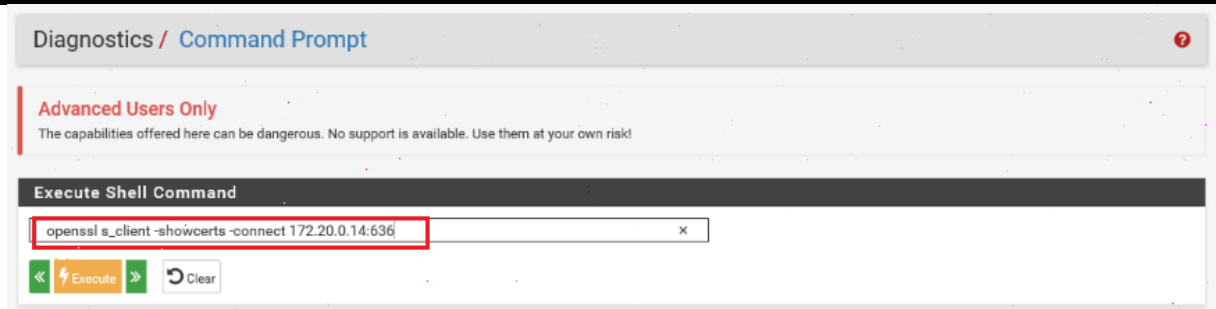 Diagnostics / Command Prompt
Advanced Users Only
The capabilities offered here can be dangerous. No support is available. Use them at your own risk!
Execute Shell Command
openssl s_client -showcerts -connect 172.20.0.14:636
Execute Clear